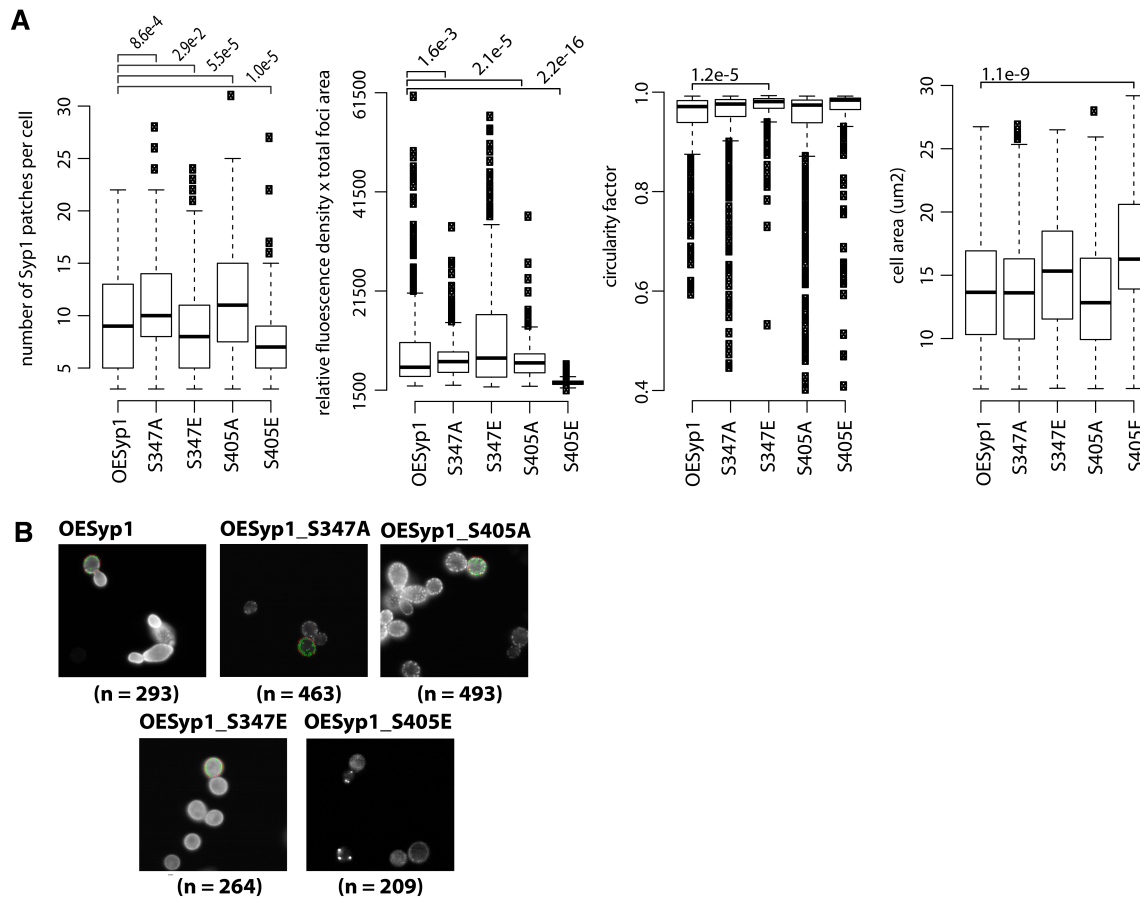 A
8.6e-4
2.9e-2
5.5e-5
1.0e-5
number of Syp1 patches per cell
30
25
20
15
10
5
OESyp1
S347A
S347E
S405A
S405E
1.6e-3
2.1e-5
2.2e-16
relative fluoescence density x total foci area
61500
41500
21500
1500
OESyp1
S347A
S347E
S405A
S405E
1.2e-5
circularity factor
1.0
0.8
0.6
0.4
OESyp1
S347A
S347E
S405A
S405E
1.1e-9
cell area (um2)
30
25
20
15
10
OESyp1
S347A
S347E
S405A
S405E
B
OESyp1
OESyp1_S347A
OESyp1_S405A
(n = 293)
(n = 463)
(n = 493)
OESyp1_S347E
OESyp1_S405E
(n = 264)
(n = 209)